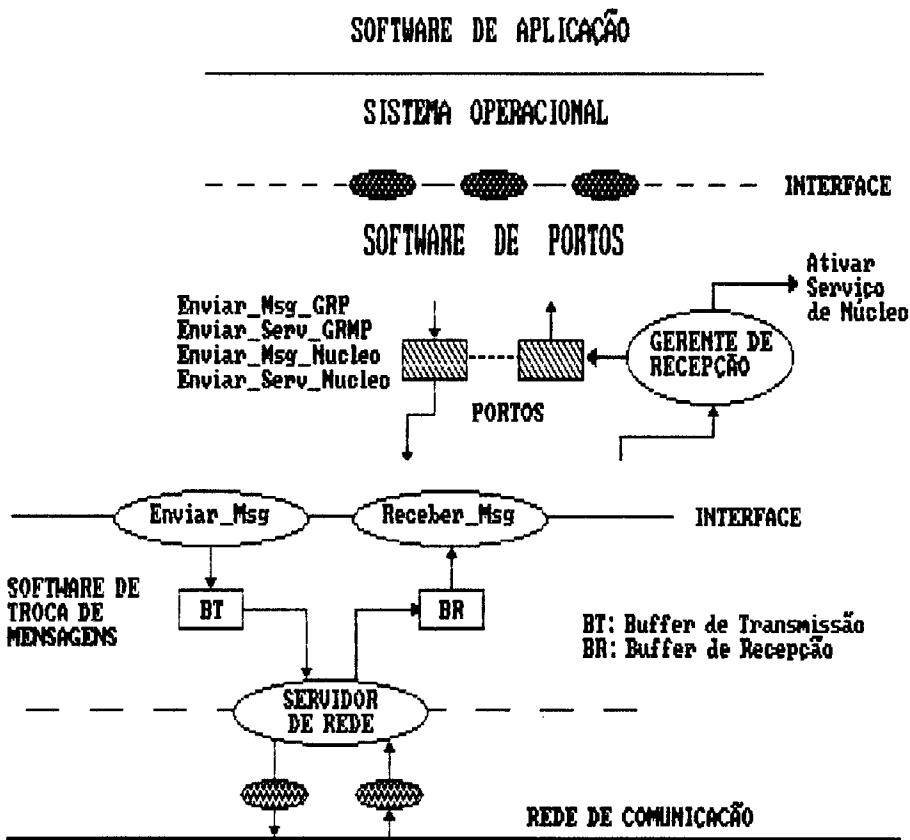 SOFTWARE DE APLICAÇÃO
SISTEMA OPERACIONAL
INTERFACE
SOFTWARE DE PORTOS
Ativar
Serviço
de Núcleo
Enviar_Msg_GRP
Enviar_Serv_GRMP
Enviar_Msg_Nucleo
Enviar_Serv_Nucleo
GERENTE DE
RECEPÇÃO
PORTOS
Enviar_Msg
Receber_Msg
INTERFACE
SOFTWARE DE
TROCA DE
MENSAGENS
BT
BR
BT: Buffer de Transmissão
BR: Buffer de Recepção
SERVIDOR
DE REDE
REDE DE COMUNICAÇÃO